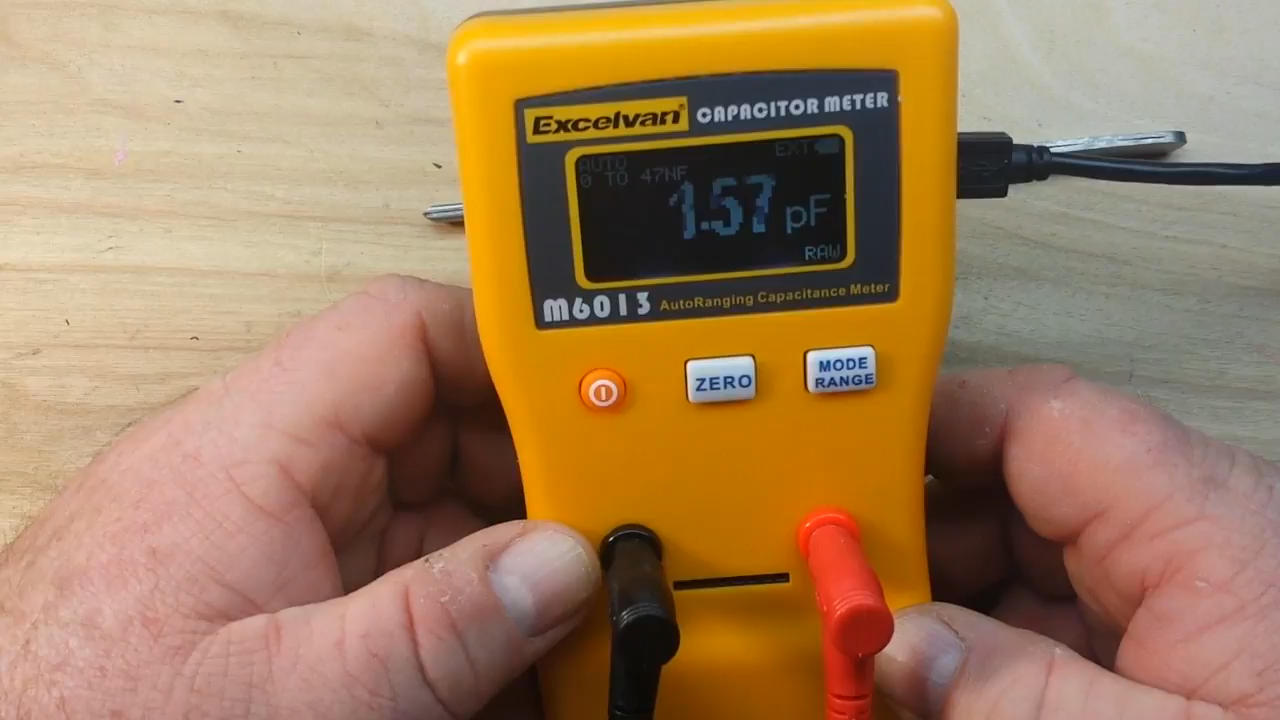 Excelvan® CAPACITOR METER
AUTO EXT
0 TO 47NF
1.57 pF
RAW
M6013 AutoRanging Capacitance Meter
ZERO
MODE
RANGE